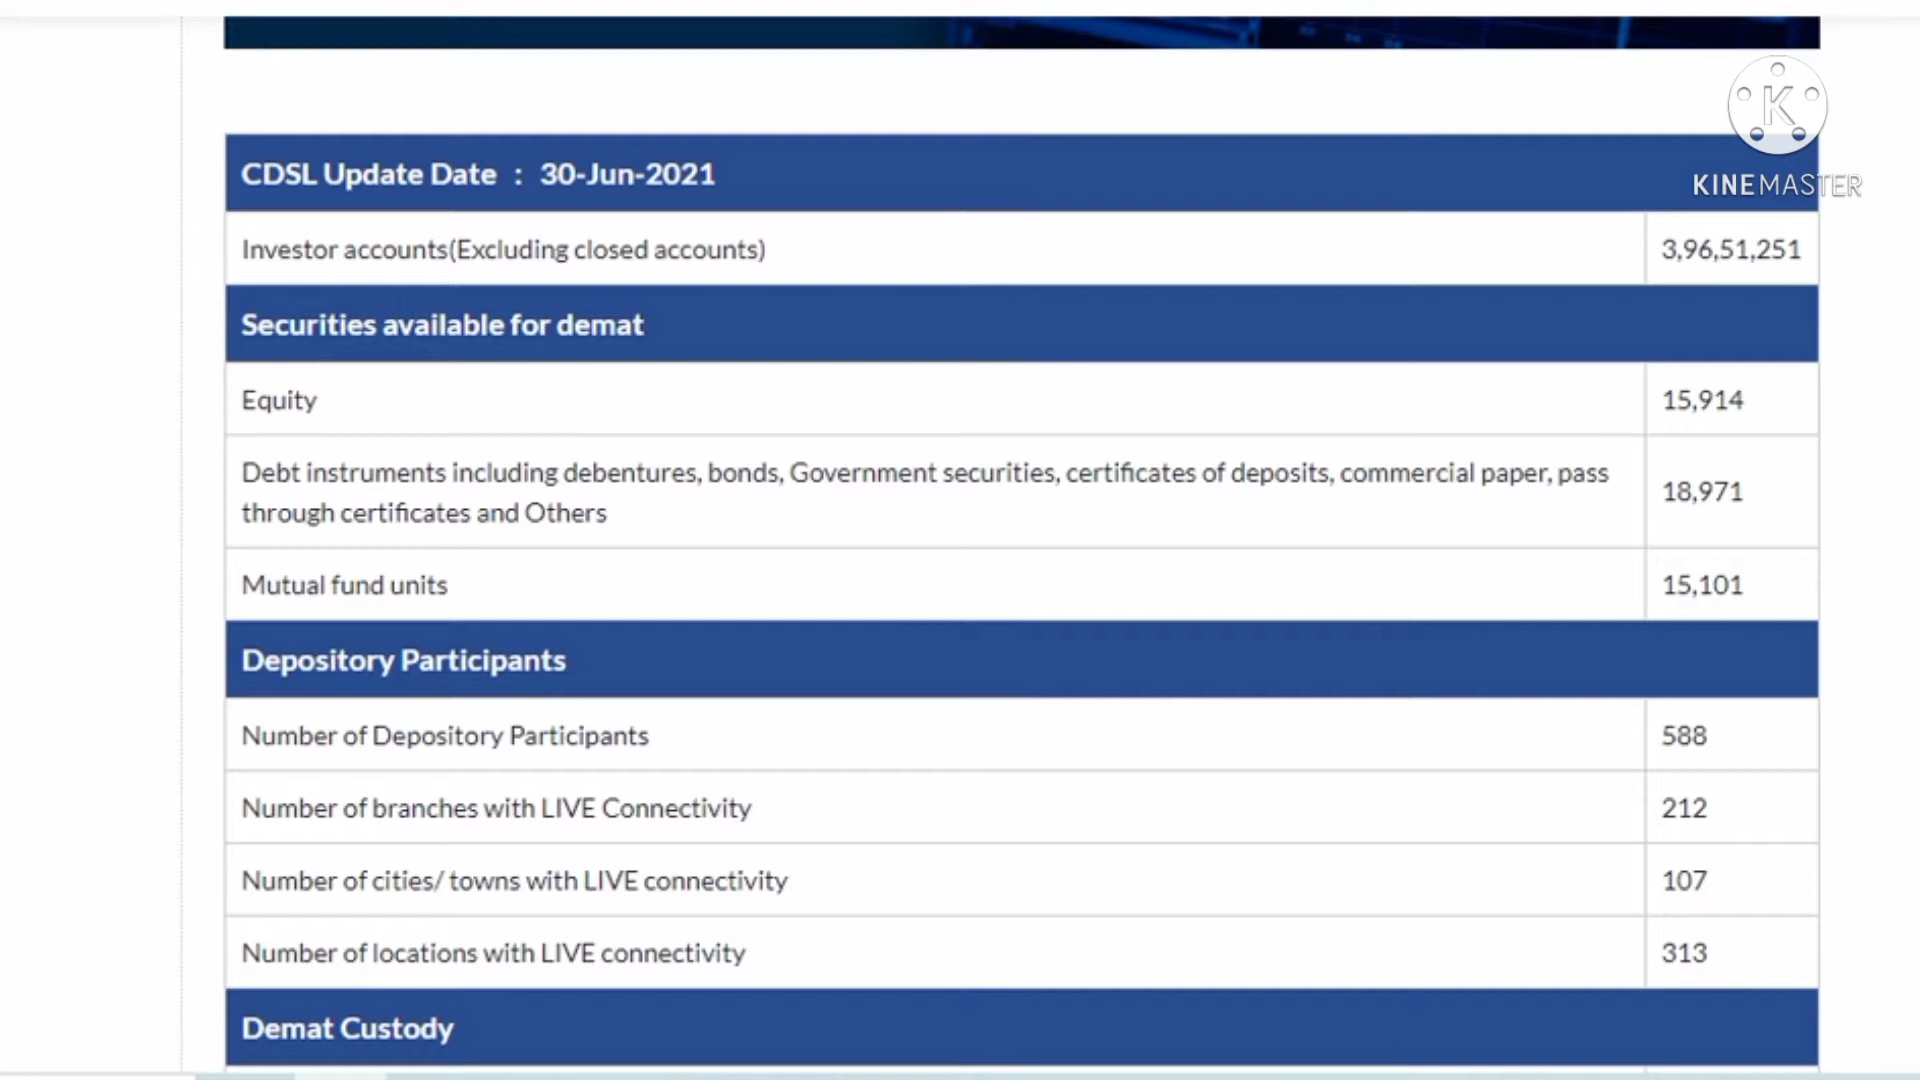 K
KINEMASTER
CDSL Update Date : 30-Jun-2021
Investor accounts(Excluding closed accounts) 3,96,51,251
Securities available for demat
Equity 15,914
Debt instruments including debentures, bonds, Government securities, certificates of deposits, commercial paper, pass
through certificates and Others 18,971
Mutual fund units 15,101
Depository Participants
Number of Depository Participants 588
Number of branches with LIVE Connectivity 212
Number of cities/ towns with LIVE connectivity 107
Number of locations with LIVE connectivity 313
Demat Custody